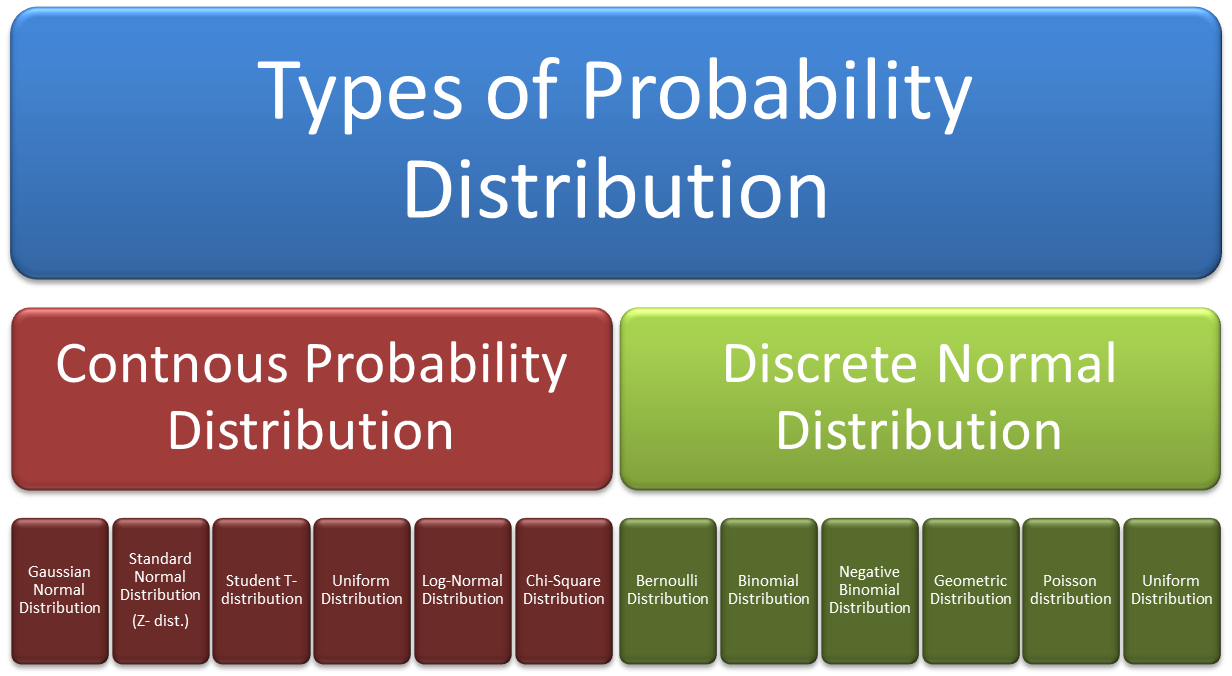 Types of Probability
Distribution
Contnous Probability
Distribution
Discrete Normal
Distribution
Gaussian
Normal
Distribution
Standard
Normal
Distribution
(Z- dist.)
Student T-
distribution
Uniform
Distribution
Log-Normal
Distribution
Chi-Square
Distribution
Bernoulli
Distribution
Binomial
Distribution
Negative
Binomial
Distribution
Geometric
Distribution
Poisson
distribution
Uniform
Distribution